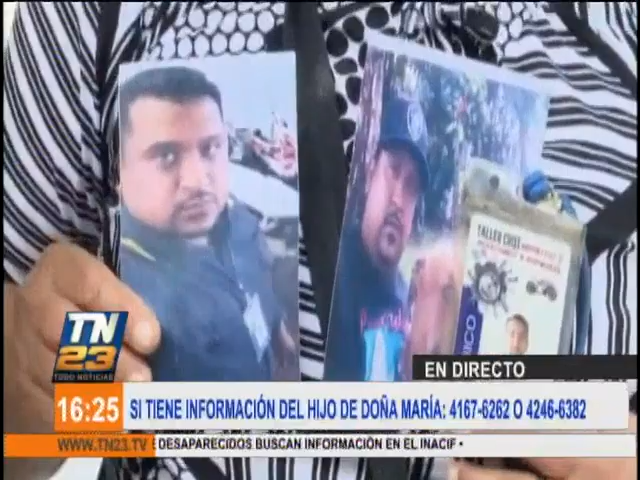 TALLER CRIST
EN DIRECTO
TN
23
TODO NOTICIAS
16:25
SI TIENE INFORMACIÓN DEL HIJO DE DOÑA MARÍA: 4167-6262 O 4246-6382
WWW.TN23.TV
DESAPARECIDOS BUSCAN INFORMACIÓN EN EL INACIF •